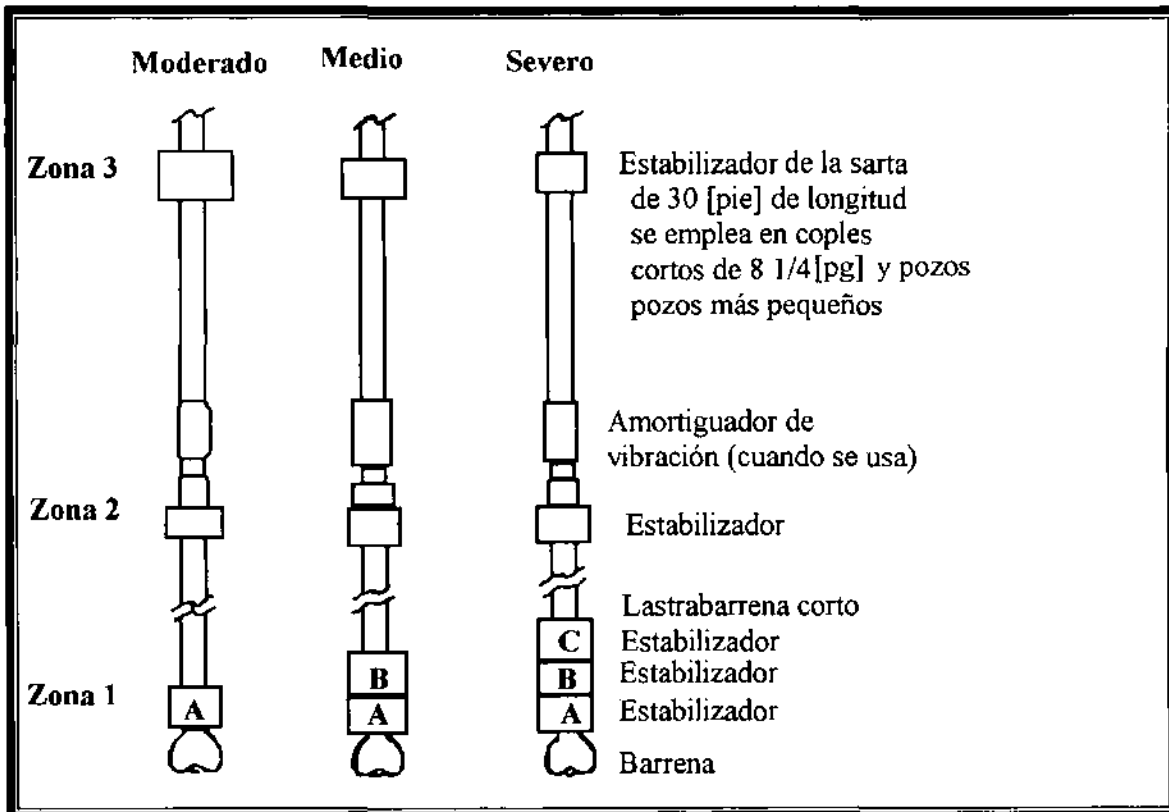 Moderado Medio Severo
Zona 3
Estabilizador de la sarta
de 30 [pie] de longitud
se emplea en coples
cortos de 8 1/4[pg] y pozos
pozos más pequeños
Amortiguador de
vibración (cuando se usa)
Zona 2
Estabilizador
Lastrabarrena corto
C Estabilizador
B B Estabilizador
Zona 1 A A A Estabilizador
Barrena